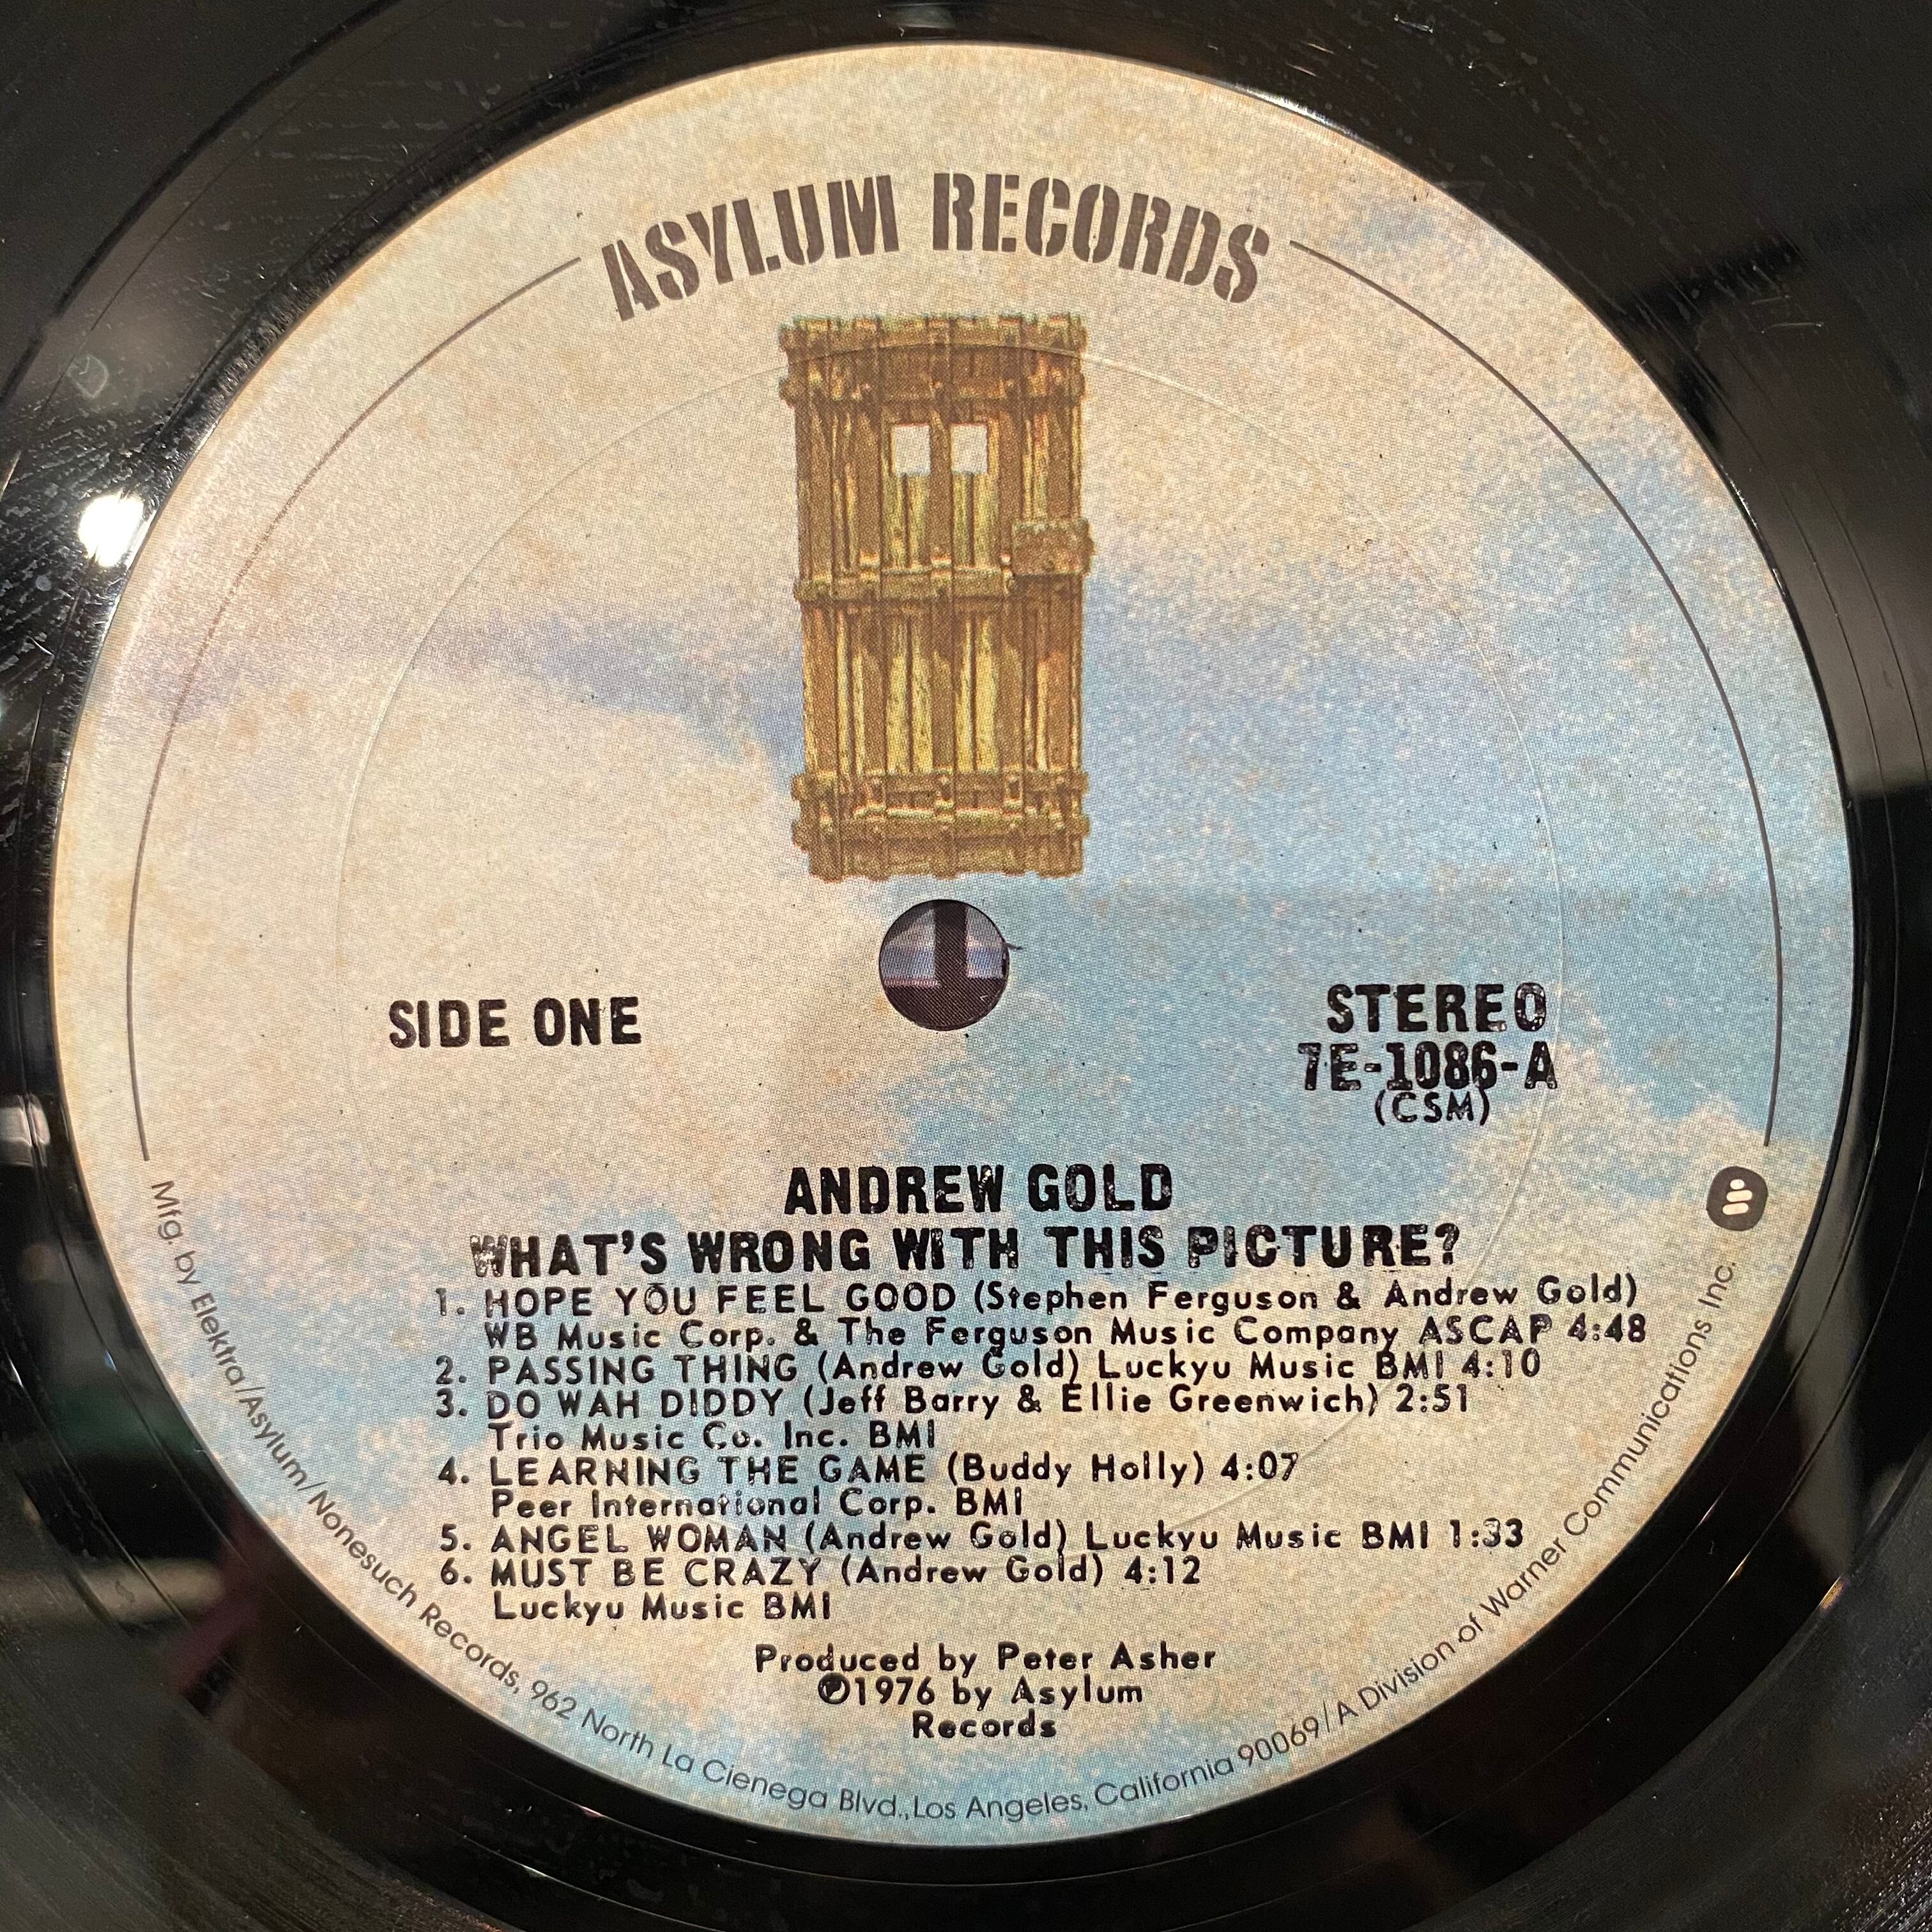 ASYLUM RECORDS
SIDE ONE
STEREO
7E-1086-A
(CSM)
ANDREW GOLD
WHAT'S WRONG WITH THIS PICTURE?
1. HOPE YOU FEEL GOOD (Stephen Ferguson & Andrew Gold)
WB Music Corp. & The Ferguson Music Company ASCAP 4:48
2. PASSING THING (Andrew Gold) Luckyu Music BMI 4:10
3. DO WAH DIDDY (Jeff Barry & Ellie Greenwich) 2:51
Trio Music Co. Inc. BMI
4. LEARNING THE GAME (Buddy Holly) 4:07
Peer International Corp. BMI
5. ANGEL WOMAN (Andrew Gold) Luckyu Music BMI 1:33
6. MUST BE CRAZY (Andrew Gold) 4:12
Luckyu Music BMI
Produced by Peter Asher
℗1976 by Asylum
Records
Mfg. by Elektra/Asylum/Nonesuch Records, 962 North La Cienega Blvd., Los Angeles, California 90069/A Division of Warner Communications Inc.